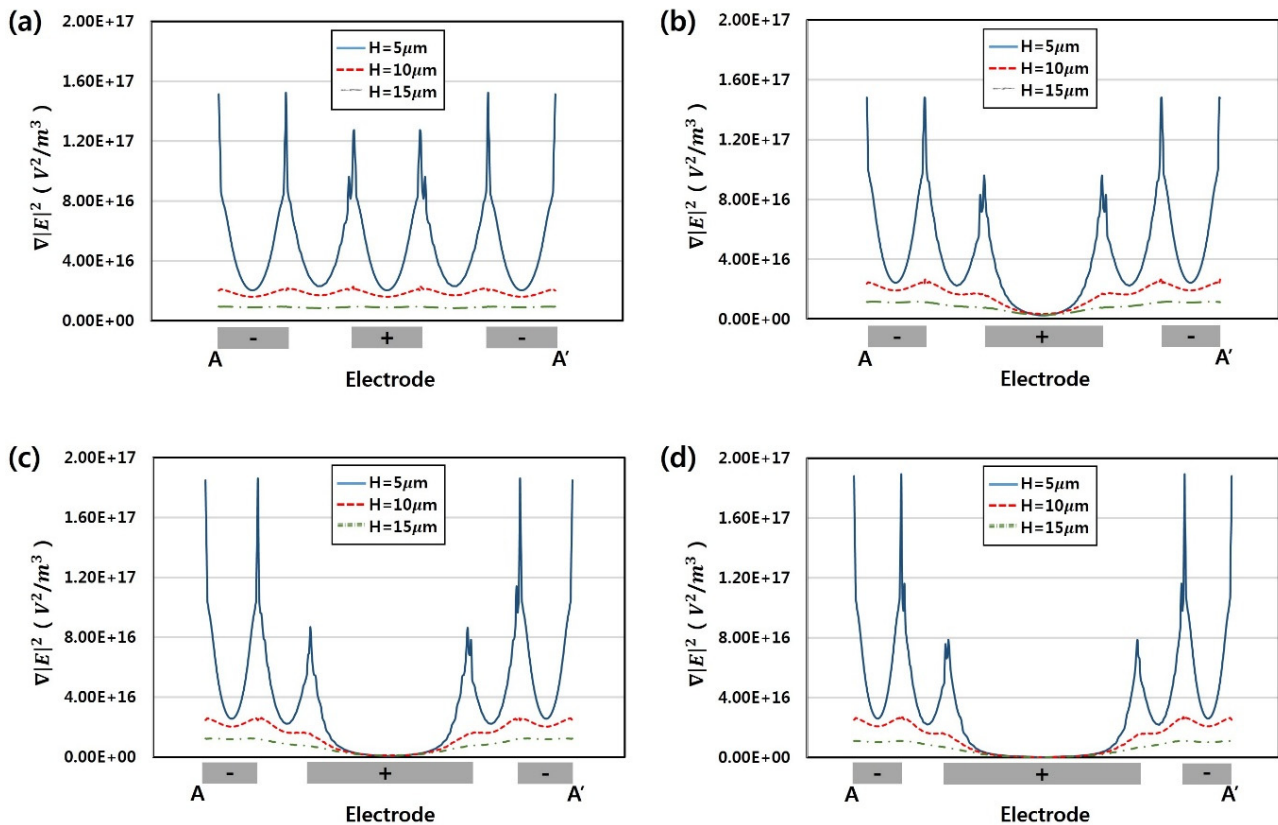 (a)
2.00E+17
1.60E+17
1.20E+17
8.00E+16
4.00E+16
0.00E+00
∇|E|² ( V²/m³ )
H=5μm
H=10μm
H=15μm
- + -
A A’
Electrode
(b)
2.00E+17
1.60E+17
1.20E+17
8.00E+16
4.00E+16
0.00E+00
∇|E|² ( V²/m³ )
H=5μm
H=10μm
H=15μm
- + -
A A’
Electrode
(c)
2.00E+17
1.60E+17
1.20E+17
8.00E+16
4.00E+16
0.00E+00
∇|E|² ( V²/m³ )
H=5μm
H=10μm
H=15μm
- + -
A A’
Electrode
(d)
2.00E+17
1.60E+17
1.20E+17
8.00E+16
4.00E+16
0.00E+00
∇|E|² ( V²/m³ )
H=5μm
H=10μm
H=15μm
- + -
A A’
Electrode